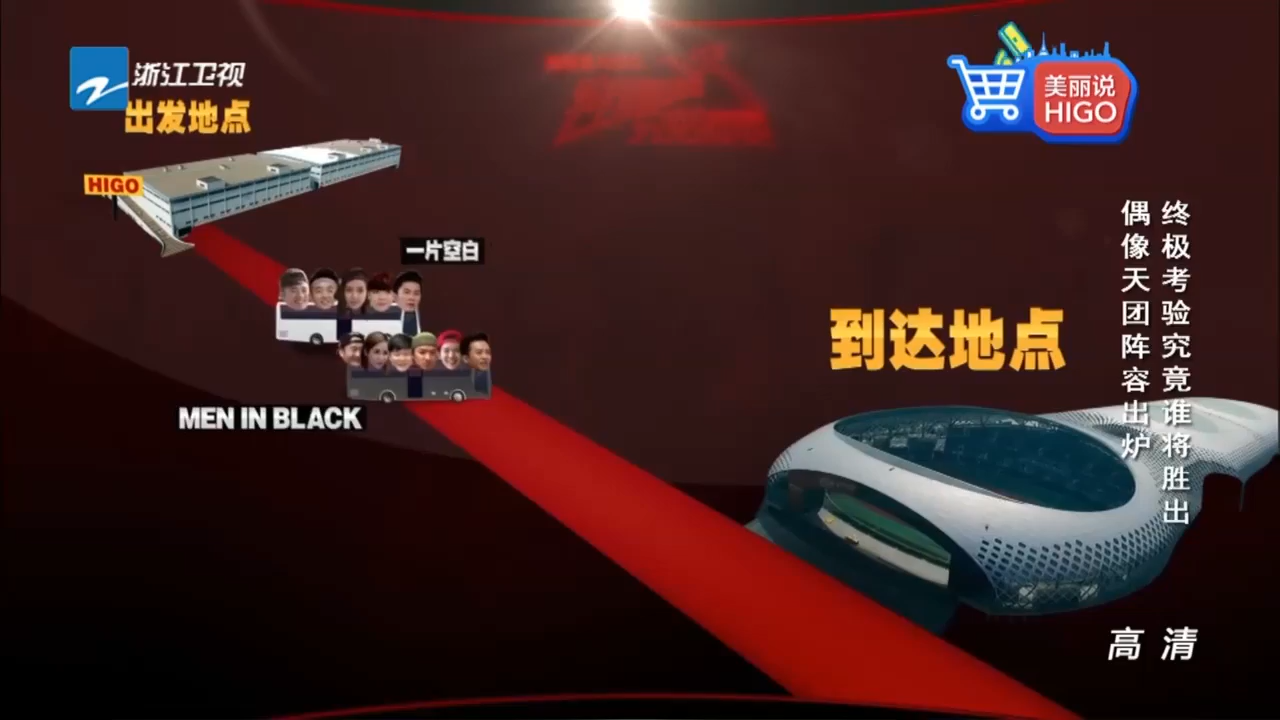 浙江卫视
出发地点
HIGO
美丽说
HIGO
一片空白
MEN IN BLACK
到达地点
终极考验究竟谁将胜出
偶像天团阵容出炉
高清